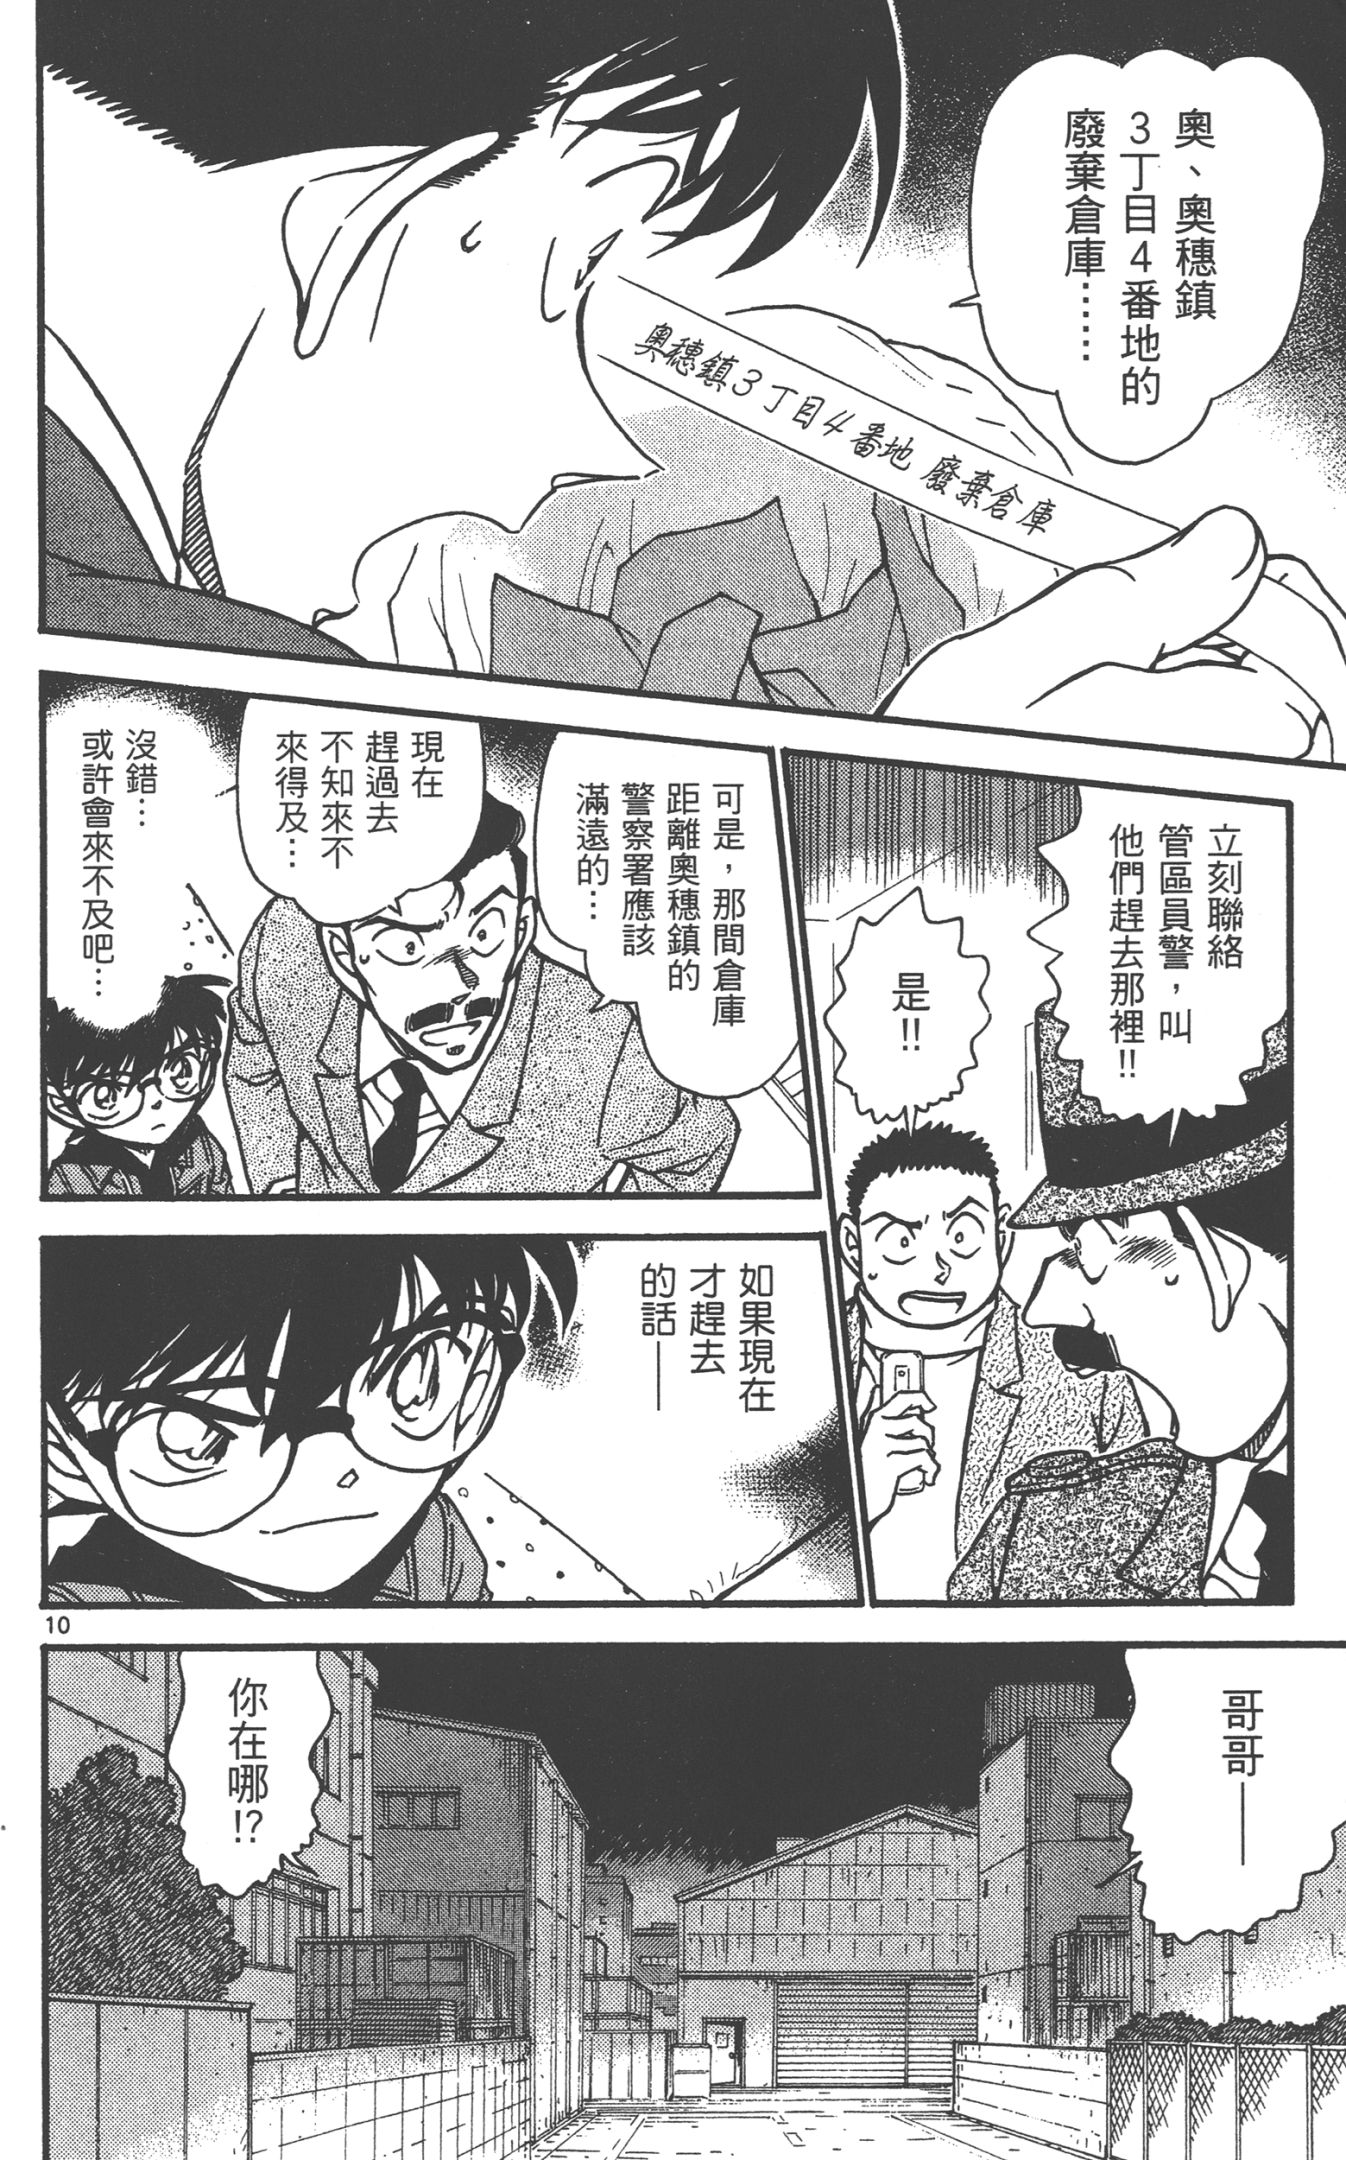 奧、奧穗鎮
3丁目4番地的
廢棄倉庫……
奧穗鎮3丁目4番地 廢棄倉庫
立刻聯絡
管區員警，叫
他們趕去那裡!!
是!!
可是，那間倉庫
距離奧穗鎮的
警察署應該
滿遠的…
現在
趕過去
不知來不
來得及…
沒錯…
或許會來不及吧…
如果現在
才趕去
的話——
10
哥哥——
你在哪!?